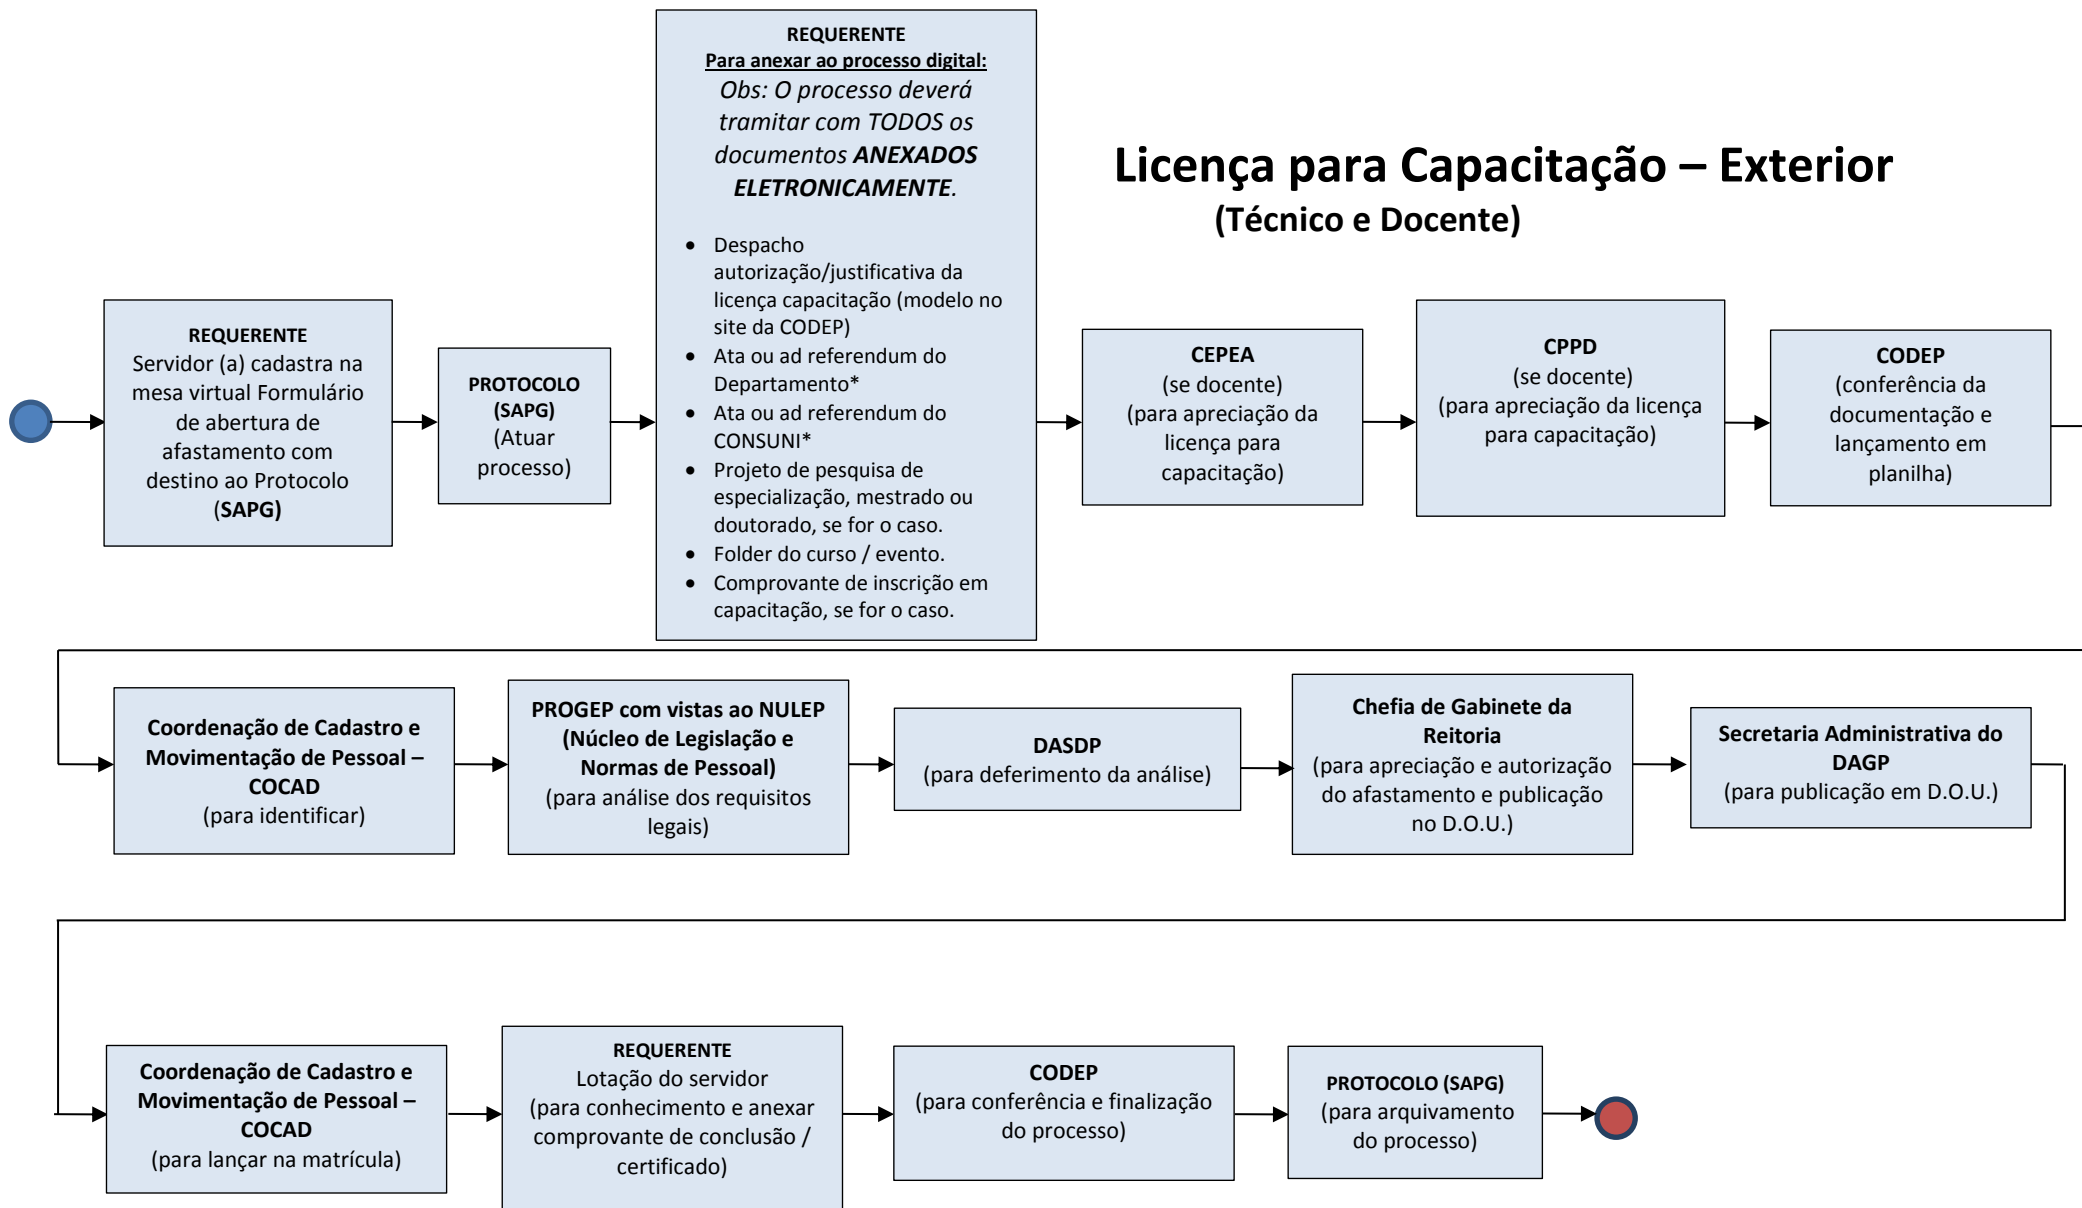 Licença para Capacitação – Exterior
(Técnico e Docente)
REQUERENTE
Servidor (a) cadastra na
mesa virtual Formulário
de abertura de
afastamento com
destino ao Protocolo
(SAPG)
PROTOCOLO
(SAPG)
(Atuar
processo)
REQUERENTE
Para anexar ao processo digital:
Obs: O processo deverá
tramitar com TODOS os
documentos ANEXADOS
ELETRONICAMENTE.
• Despacho
autorização/justificativa da
licença capacitação (modelo no
site da CODEP)
• Ata ou ad referendum do
Departamento*
• Ata ou ad referendum do
CONSUNI*
• Projeto de pesquisa de
especialização, mestrado ou
doutorado, se for o caso.
• Folder do curso / evento.
• Comprovante de inscrição em
capacitação, se for o caso.
CEPEA
(se docente)
(para apreciação da
licença para
capacitação)
CPPD
(se docente)
(para apreciação da licença
para capacitação)
CODEP
(conferência da
documentação e
lançamento em
planilha)
Coordenação de Cadastro e
Movimentação de Pessoal –
COCAD
(para identificar)
PROGEP com vistas ao NULEP
(Núcleo de Legislação e
Normas de Pessoal)
(para análise dos requisitos
legais)
DASDP
(para deferimento da análise)
Chefia de Gabinete da
Reitoria
(para apreciação e autorização
do afastamento e publicação
no D.O.U.)
Secretaria Administrativa do
DAGP
(para publicação em D.O.U.)
Coordenação de Cadastro e
Movimentação de Pessoal –
COCAD
(para lançar na matrícula)
REQUERENTE
Lotação do servidor
(para conhecimento e anexar
comprovante de conclusão /
certificado)
CODEP
(para conferência e finalização
do processo)
PROTOCOLO (SAPG)
(para arquivamento
do processo)